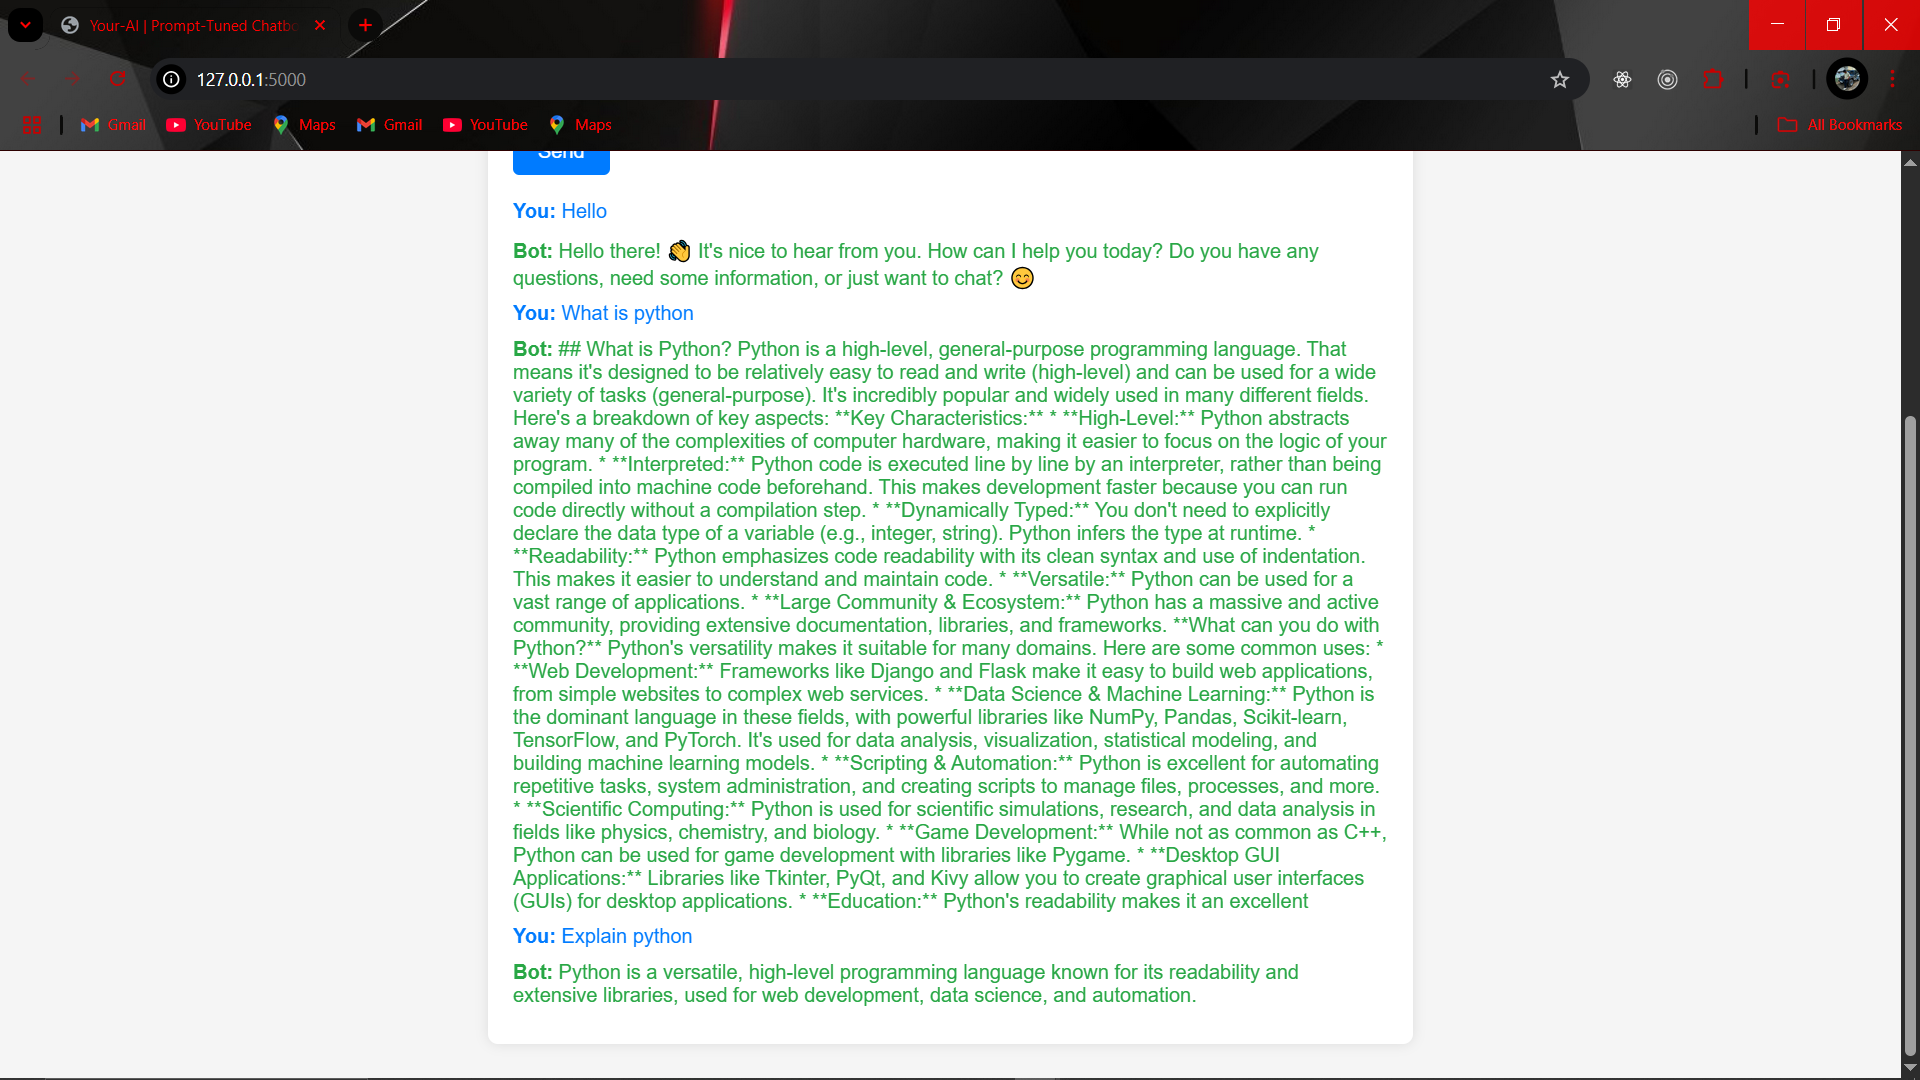 Your-AI | Prompt-Tuned Chatbo
127.0.0.1:5000
Gmail YouTube Maps Gmail YouTube Maps All Bookmarks
Send
You: Hello
Bot: Hello there! 👋 It's nice to hear from you. How can I help you today? Do you have any
questions, need some information, or just want to chat? 😊
You: What is python
Bot: ## What is Python? Python is a high-level, general-purpose programming language. That
means it's designed to be relatively easy to read and write (high-level) and can be used for a wide
variety of tasks (general-purpose). It's incredibly popular and widely used in many different fields.
Here's a breakdown of key aspects: **Key Characteristics:** * **High-Level:** Python abstracts
away many of the complexities of computer hardware, making it easier to focus on the logic of your
program. * **Interpreted:** Python code is executed line by line by an interpreter, rather than being
compiled into machine code beforehand. This makes development faster because you can run
code directly without a compilation step. * **Dynamically Typed:** You don't need to explicitly
declare the data type of a variable (e.g., integer, string). Python infers the type at runtime. *
**Readability:** Python emphasizes code readability with its clean syntax and use of indentation.
This makes it easier to understand and maintain code. * **Versatile:** Python can be used for a
vast range of applications. * **Large Community & Ecosystem:** Python has a massive and active
community, providing extensive documentation, libraries, and frameworks. **What can you do with
Python?** Python's versatility makes it suitable for many domains. Here are some common uses: *
**Web Development:** Frameworks like Django and Flask make it easy to build web applications,
from simple websites to complex web services. * **Data Science & Machine Learning:** Python is
the dominant language in these fields, with powerful libraries like NumPy, Pandas, Scikit-learn,
TensorFlow, and PyTorch. It's used for data analysis, visualization, statistical modeling, and
building machine learning models. * **Scripting & Automation:** Python is excellent for automating
repetitive tasks, system administration, and creating scripts to manage files, processes, and more.
* **Scientific Computing:** Python is used for scientific simulations, research, and data analysis in
fields like physics, chemistry, and biology. * **Game Development:** While not as common as C++,
Python can be used for game development with libraries like Pygame. * **Desktop GUI
Applications:** Libraries like Tkinter, PyQt, and Kivy allow you to create graphical user interfaces
(GUIs) for desktop applications. * **Education:** Python's readability makes it an excellent
You: Explain python
Bot: Python is a versatile, high-level programming language known for its readability and
extensive libraries, used for web development, data science, and automation.